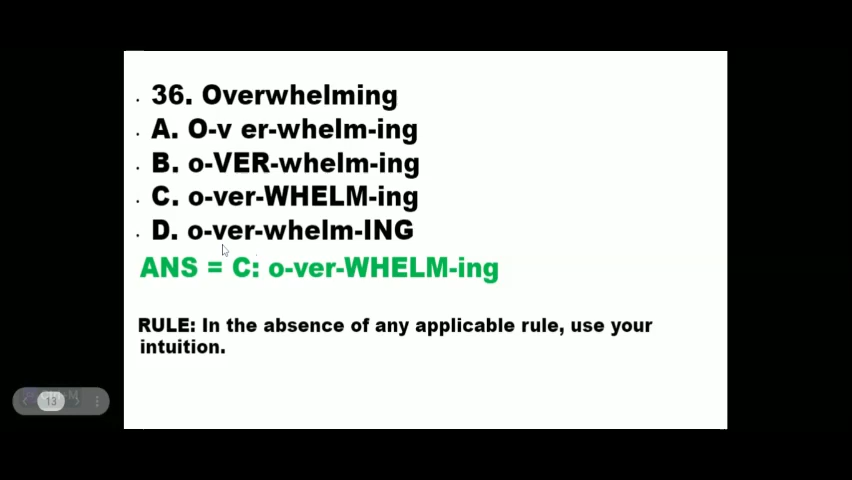 36. Overwhelming
A. O-v er-whelm-ing
B. o-VER-whelm-ing
C. o-ver-WHELM-ing
D. o-ver-whelm-ING
ANS = C: o-ver-WHELM-ing
RULE: In the absence of any applicable rule, use your
intuition.
13